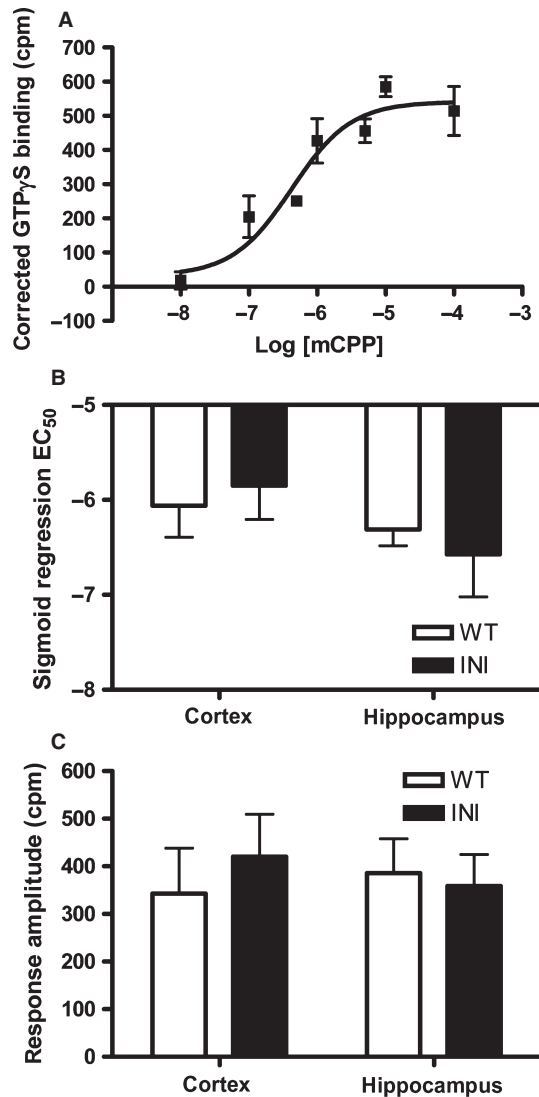 A
Corrected GTPγS binding (cpm)
700
600
500
400
300
200
100
0
–100
–8
–7
–6
–5
–4
–3
Log [mCPP]
B
Sigmoid regression EC50
–5
–6
–7
–8
WT
INI
Cortex
Hippocampus
C
Response amplitude (cpm)
600
500
400
300
200
100
0
WT
INI
Cortex
Hippocampus